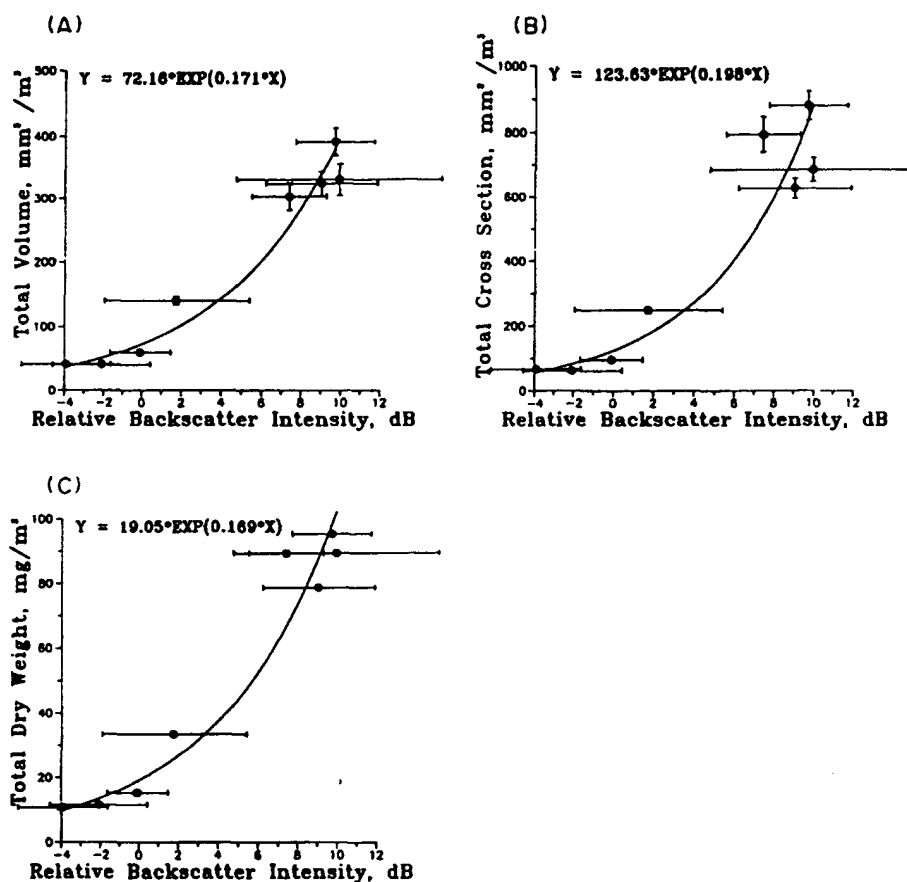 (A)
Y = 72.16*EXP(0.171*X)
Total Volume, mm³/m³
500
400
300
200
100
0
-4 -2 0 2 4 6 8 10 12
Relative Backscatter Intensity, dB
(B)
Y = 123.63*EXP(0.198*X)
Total Cross Section, mm²/m³
1000
800
600
400
200
0
-4 -2 0 2 4 6 8 10 12
Relative Backscatter Intensity, dB
(C)
Y = 19.05*EXP(0.169*X)
Total Dry Weight, mg/m³
100
80
60
40
20
0
-4 -2 0 2 4 6 8 10 12
Relative Backscatter Intensity, dB